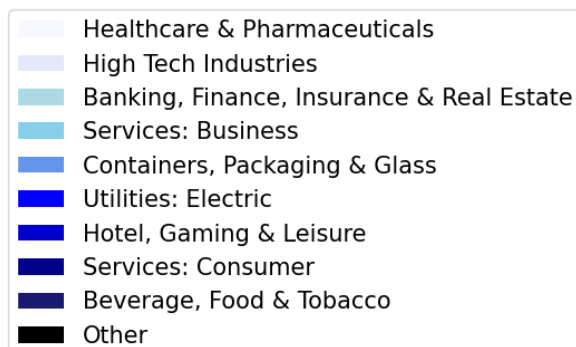 Healthcare & Pharmaceuticals
High Tech Industries
Banking, Finance, Insurance & Real Estate
Services: Business
Containers, Packaging & Glass
Utilities: Electric
Hotel, Gaming & Leisure
Services: Consumer
Beverage, Food & Tobacco
Other